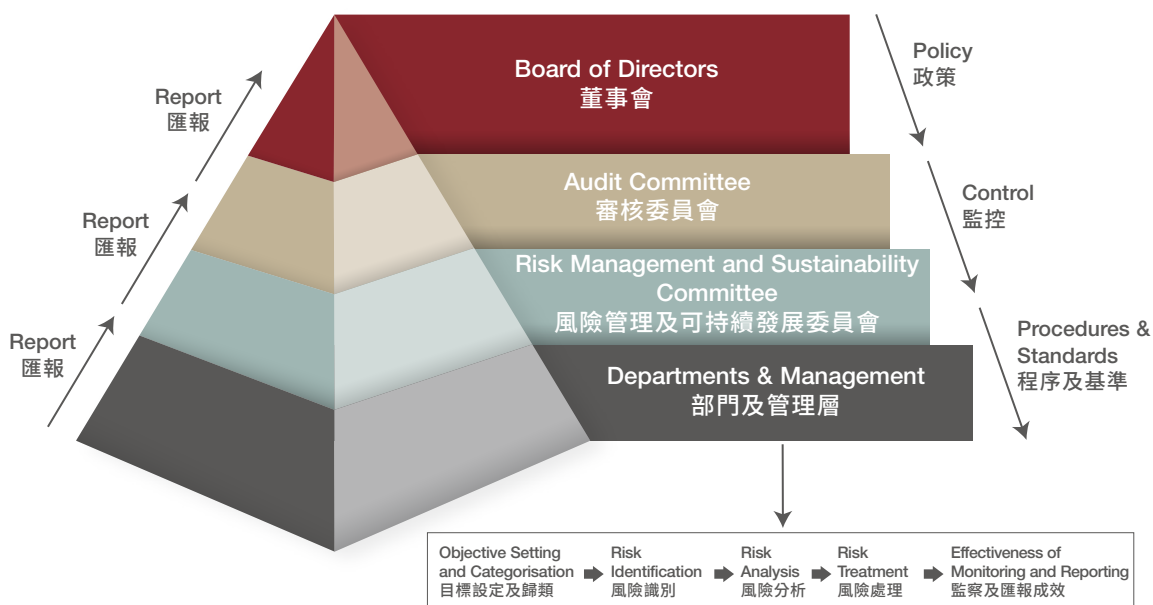 Board of Directors
董事會
Policy
政策
Report
匯報
Audit Committee
審核委員會
Control
監控
Report
匯報
Risk Management and Sustainability
Committee
風險管理及可持續發展委員會
Procedures &
Standards
程序及基準
Report
匯報
Departments & Management
部門及管理層
Objective Setting
and Categorisation
目標設定及歸類
Risk
Identification
風險識別
Risk
Analysis
風險分析
Risk
Treatment
風險處理
Effectiveness of
Monitoring and Reporting
監察及匯報成效